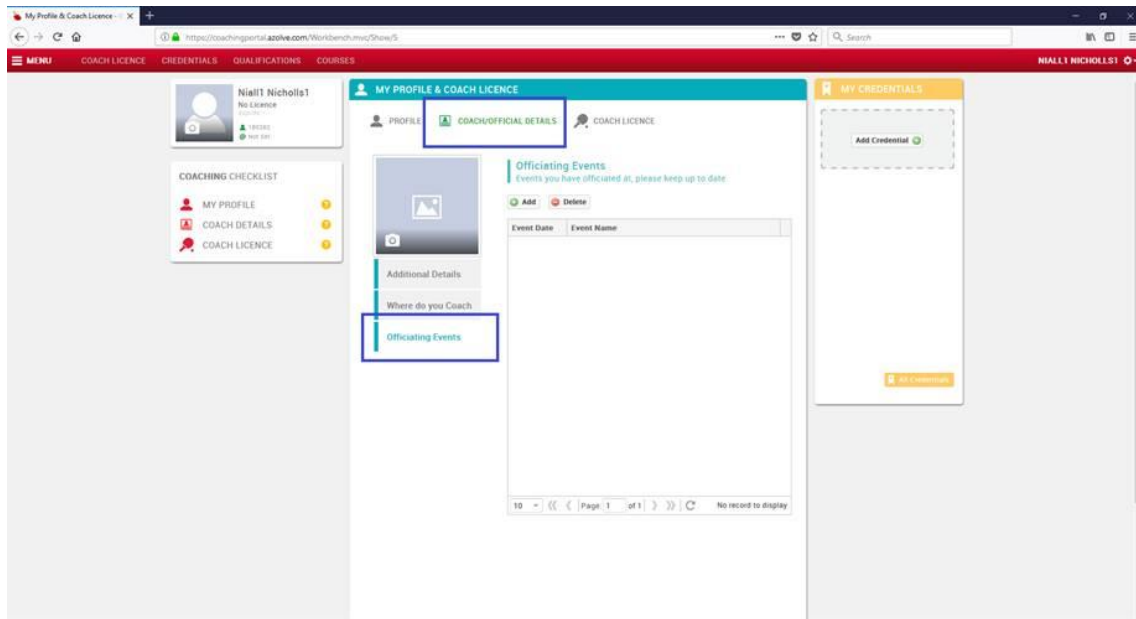 My Profile & Coach Licence -
https://coachingportal.azolve.com/Workbench.mvc/Show/5
Search
MENU COACH LICENCE CREDENTIALS QUALIFICATIONS COURSES NIALL1 NICHOLLS1
Niall1 Nicholls1
No Licence
Not Set
COACHING CHECKLIST
MY PROFILE
COACH DETAILS
COACH LICENCE
MY PROFILE & COACH LICENCE
PROFILE COACH/OFFICIAL DETAILS COACH LICENCE
Additional Details
Where do you Coach
Officiating Events
Officiating Events
Events you have officiated at, please keep up to date
Add Delete
Event Date Event Name
10 Page 1 of 1 No record to display
MY CREDENTIALS
Add Credential
All Credentials